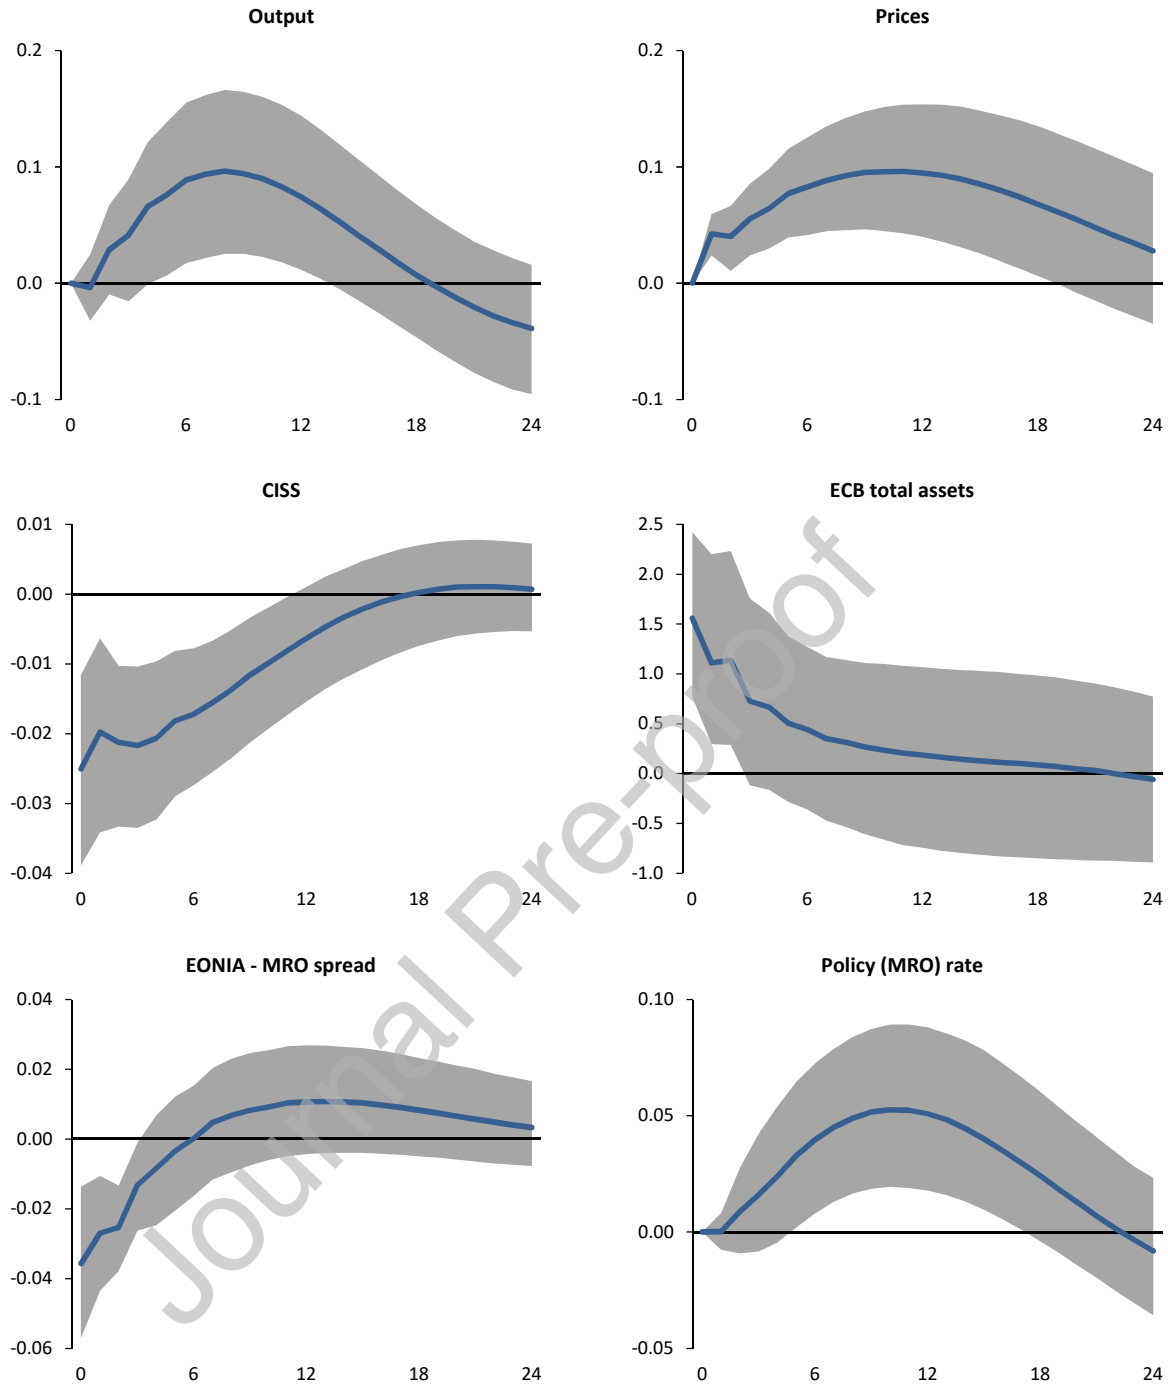 Output
Prices
0.2
0.1
0.0
-0.1
0 6 12 18 24
0.2
0.1
0.0
-0.1
0 6 12 18 24
CISS
ECB total assets
0.01
0.00
-0.01
-0.02
-0.03
-0.04
0 6 12 18 24
2.5
2.0
1.5
1.0
0.5
0.0
-0.5
-1.0
0 6 12 18 24
EONIA - MRO spread
Policy (MRO) rate
0.04
0.02
0.00
-0.02
-0.04
-0.06
0 6 12 18 24
0.10
0.05
0.00
-0.05
0 6 12 18 24
Journal Pre-proof